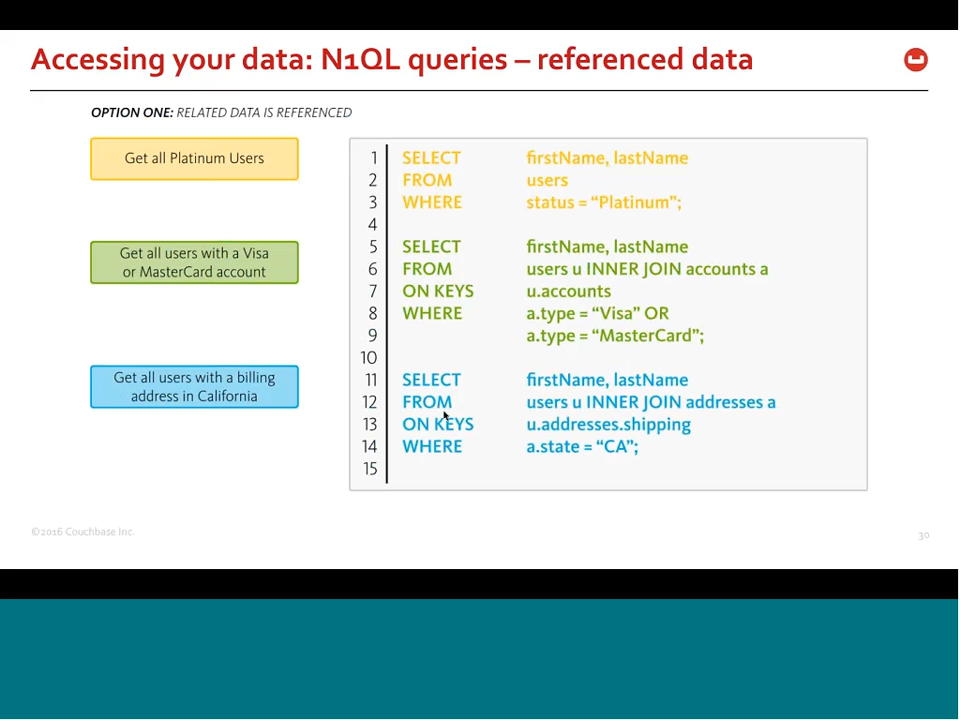 Accessing your data: N1QL queries – referenced data
OPTION ONE: RELATED DATA IS REFERENCED
Get all Platinum Users
Get all users with a Visa
or MasterCard account
Get all users with a billing
address in California
1 SELECT firstName, lastName
2 FROM users
3 WHERE status = “Platinum”;
4
5 SELECT firstName, lastName
6 FROM users u INNER JOIN accounts a
7 ON KEYS u.accounts
8 WHERE a.type = “Visa” OR
9 a.type = “MasterCard”;
10
11 SELECT firstName, lastName
12 FROM users u INNER JOIN addresses a
13 ON KEYS u.addresses.shipping
14 WHERE a.state = “CA”;
15
©2016 Couchbase Inc.
30